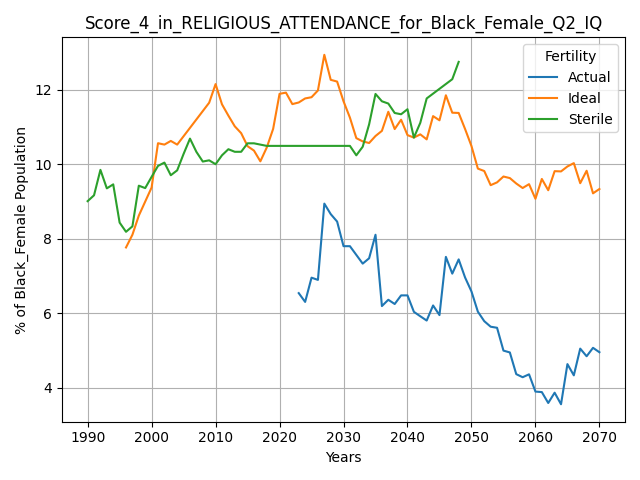 Score_4_in_RELIGIOUS_ATTENDANCE_for_Black_Female_Q2_IQ
Fertility
Actual
Ideal
Sterile
% of Black_Female Population
12
10
8
6
4
1990 2000 2010 2020 2030 2040 2050 2060 2070
Years